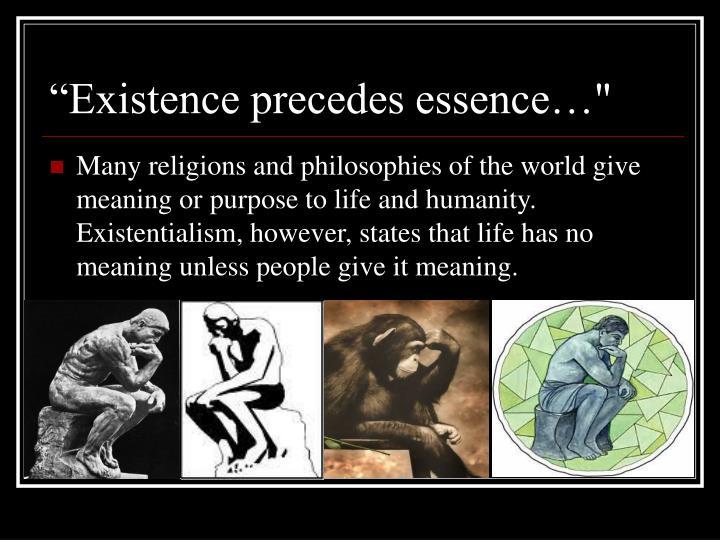 “Existence precedes essence…"
Many religions and philosophies of the world give
meaning or purpose to life and humanity.
Existentialism, however, states that life has no
meaning unless people give it meaning.